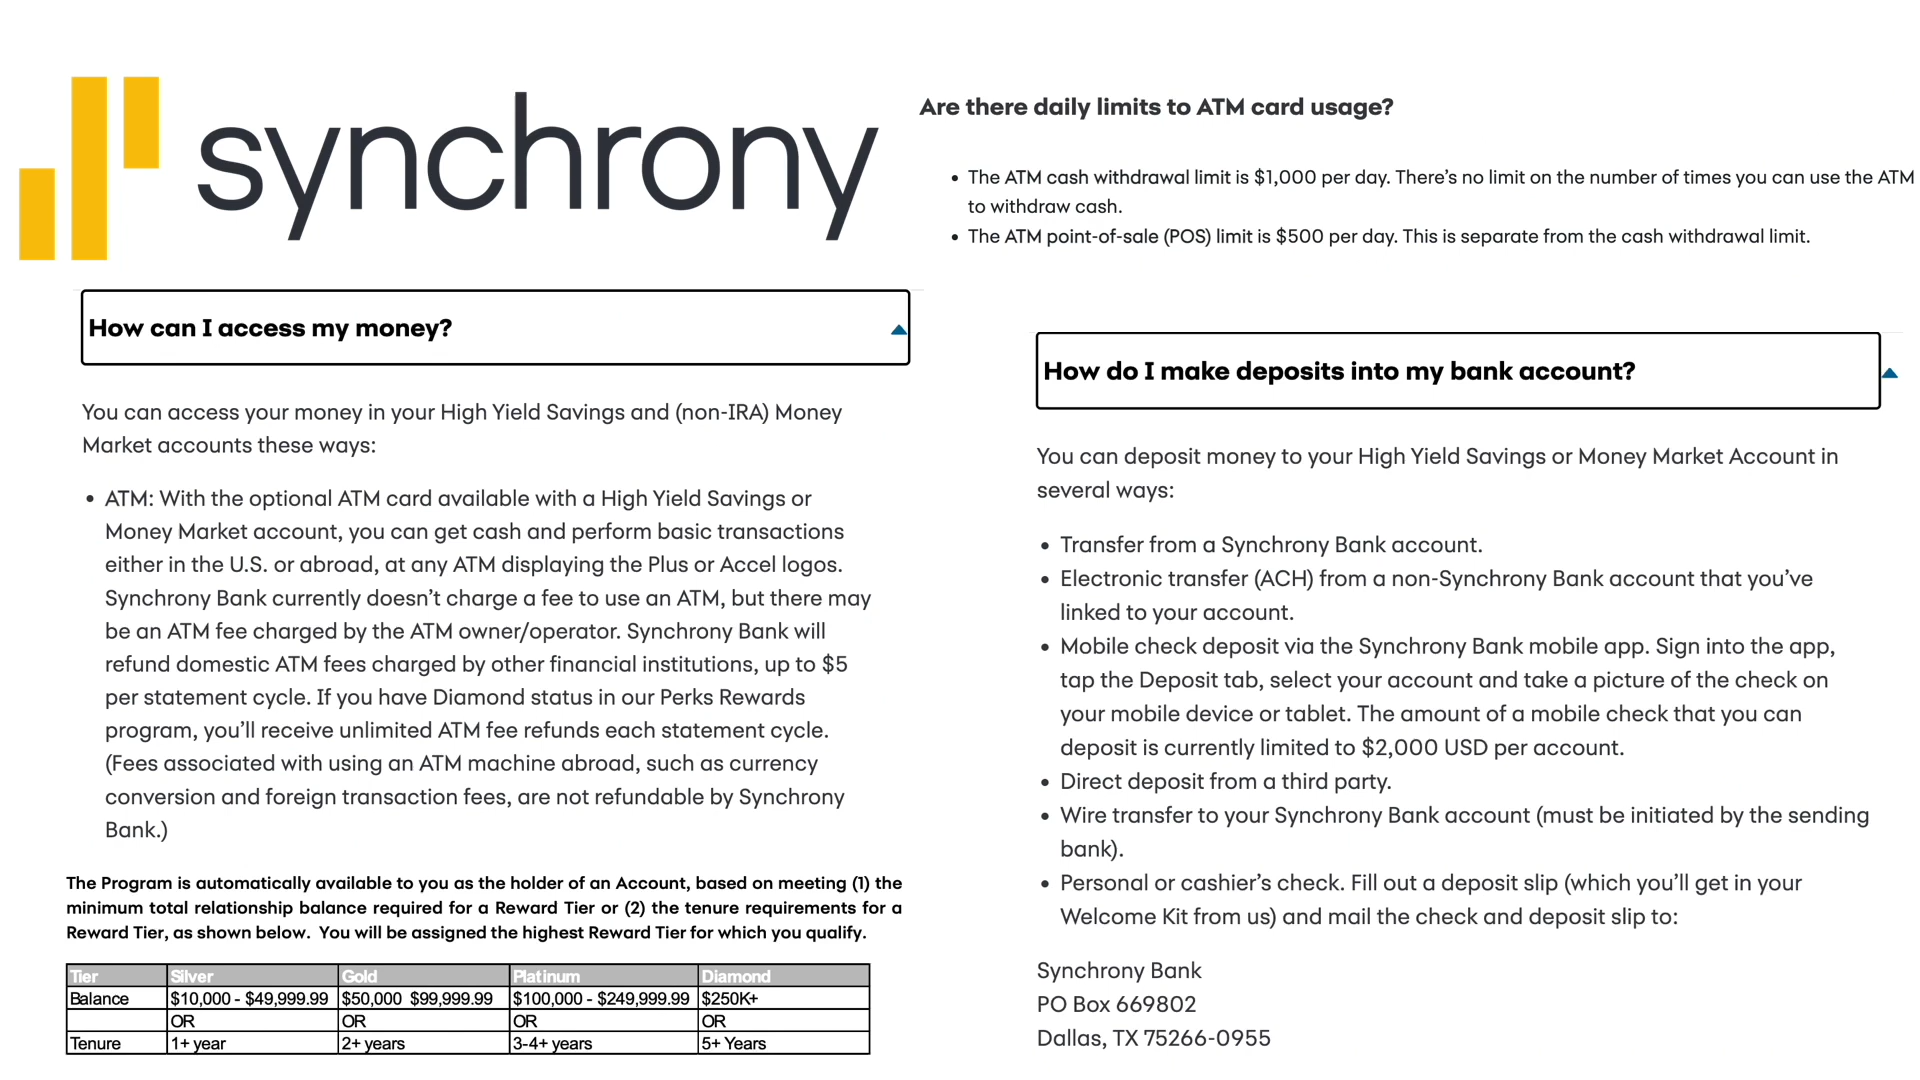 synchrony
Are there daily limits to ATM card usage?
• The ATM cash withdrawal limit is $1,000 per day. There’s no limit on the number of times you can use the ATM
to withdraw cash.
• The ATM point-of-sale (POS) limit is $500 per day. This is separate from the cash withdrawal limit.
How can I access my money?
You can access your money in your High Yield Savings and (non-IRA) Money
Market accounts these ways:
• ATM: With the optional ATM card available with a High Yield Savings or
Money Market account, you can get cash and perform basic transactions
either in the U.S. or abroad, at any ATM displaying the Plus or Accel logos.
Synchrony Bank currently doesn’t charge a fee to use an ATM, but there may
be an ATM fee charged by the ATM owner/operator. Synchrony Bank will
refund domestic ATM fees charged by other financial institutions, up to $5
per statement cycle. If you have Diamond status in our Perks Rewards
program, you’ll receive unlimited ATM fee refunds each statement cycle.
(Fees associated with using an ATM machine abroad, such as currency
conversion and foreign transaction fees, are not refundable by Synchrony
Bank.)
The Program is automatically available to you as the holder of an Account, based on meeting (1) the
minimum total relationship balance required for a Reward Tier or (2) the tenure requirements for a
Reward Tier, as shown below. You will be assigned the highest Reward Tier for which you qualify.
Tier Silver Gold Platinum Diamond
Balance $10,000 - $49,999.99 $50,000 $99,999.99 $100,000 - $249,999.99 $250K+
OR OR OR OR
Tenure 1+ year 2+ years 3-4+ years 5+ Years
How do I make deposits into my bank account?
You can deposit money to your High Yield Savings or Money Market Account in
several ways:
• Transfer from a Synchrony Bank account.
• Electronic transfer (ACH) from a non-Synchrony Bank account that you’ve
linked to your account.
• Mobile check deposit via the Synchrony Bank mobile app. Sign into the app,
tap the Deposit tab, select your account and take a picture of the check on
your mobile device or tablet. The amount of a mobile check that you can
deposit is currently limited to $2,000 USD per account.
• Direct deposit from a third party.
• Wire transfer to your Synchrony Bank account (must be initiated by the sending
bank).
• Personal or cashier’s check. Fill out a deposit slip (which you’ll get in your
Welcome Kit from us) and mail the check and deposit slip to:
Synchrony Bank
PO Box 669802
Dallas, TX 75266-0955